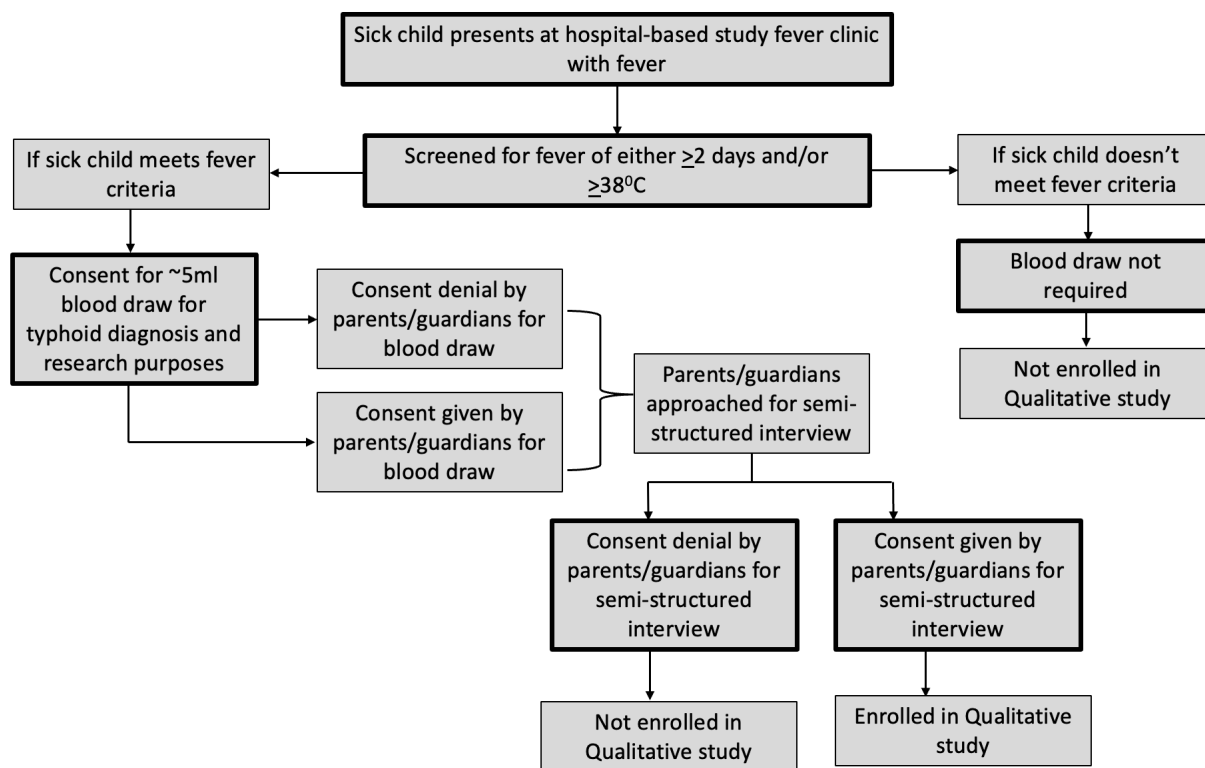 Sick child presents at hospital-based study fever clinic
with fever
If sick child meets fever
criteria
Screened for fever of either ≥2 days and/or
≥38⁰C
If sick child doesn’t
meet fever criteria
Consent for ~5ml
blood draw for
typhoid diagnosis and
research purposes
Consent denial by
parents/guardians for
blood draw
Consent given by
parents/guardians for
blood draw
Blood draw not
required
Not enrolled in
Qualitative study
Parents/guardians
approached for semi-
structured interview
Consent denial by
parents/guardians for
semi-structured
interview
Consent given by
parents/guardians for
semi-structured
interview
Not enrolled in
Qualitative study
Enrolled in Qualitative
study